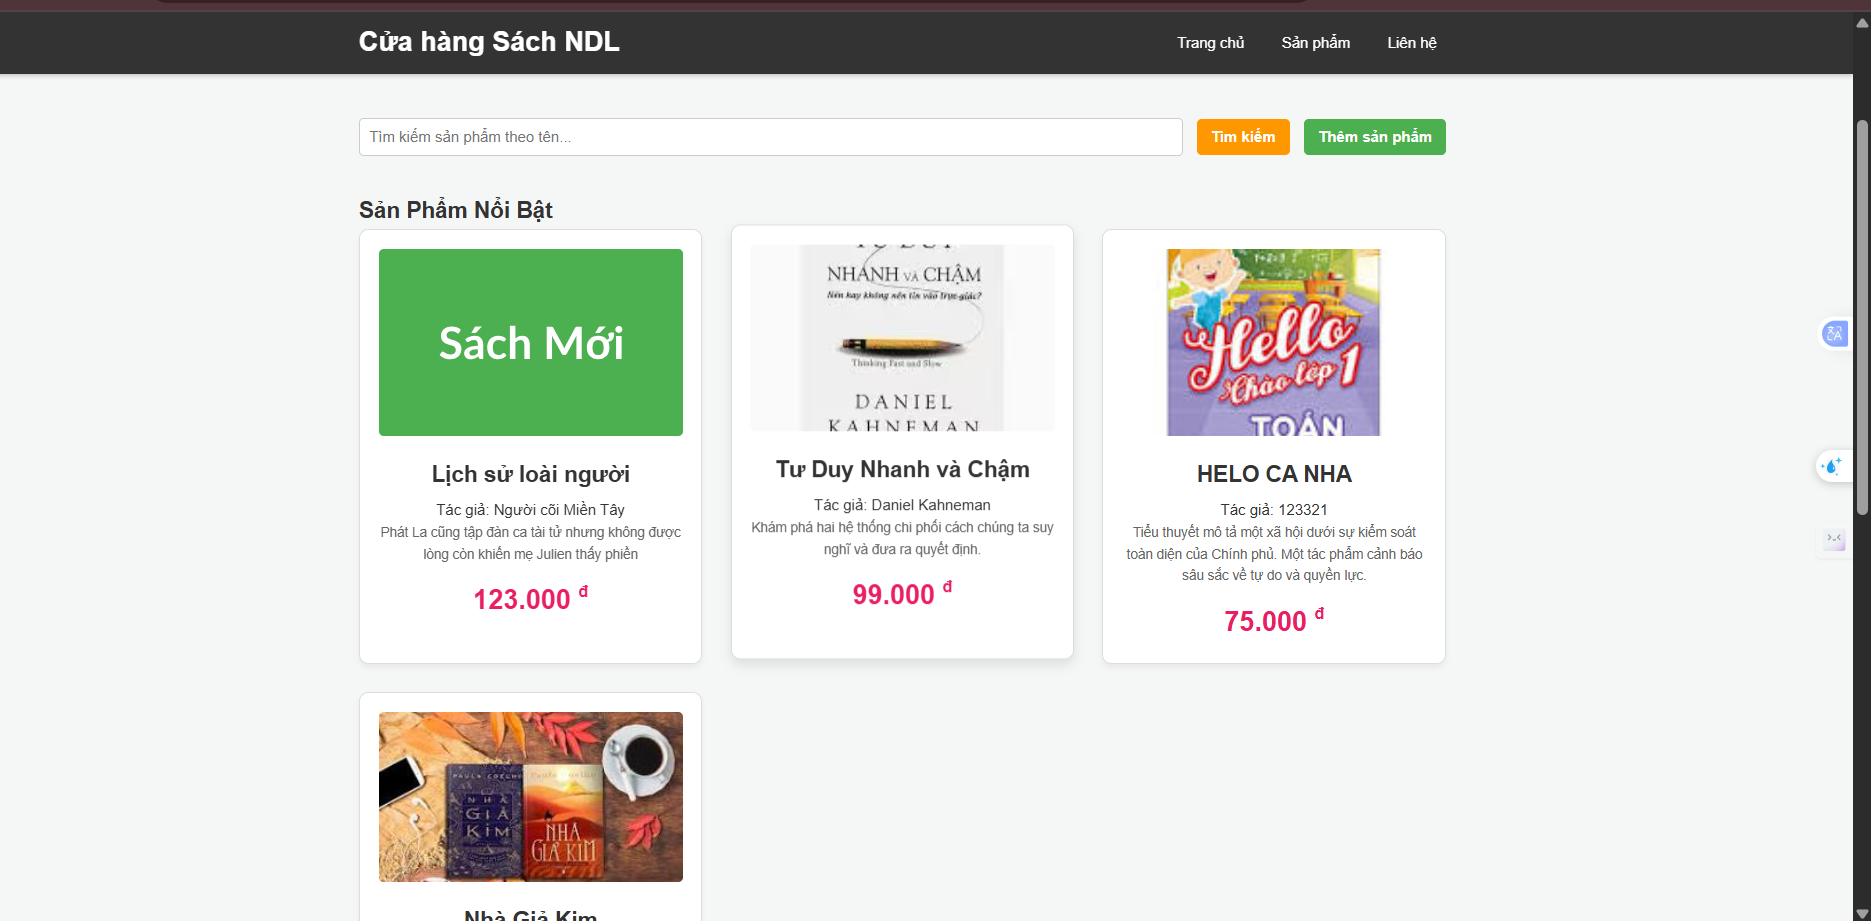 Cửa hàng Sách NDL
Trang chủ
Sản phẩm
Liên hệ
Tìm kiếm sản phẩm theo tên...
Tìm kiếm
Thêm sản phẩm
Sản Phẩm Nổi Bật
Sách Mới
Lịch sử loài người
Tác giả: Người cõi Miền Tây
Phát La cũng tập đàn ca tài tử nhưng không được
lòng còn khiến mẹ Julien thấy phiền
123.000 đ
TƯ DUY
NHANH VÀ CHẬM
Nên hay không nên tin vào trực giác?
Thinking Fast and Slow
DANIEL
KAHNEMAN
Tư Duy Nhanh và Chậm
Tác giả: Daniel Kahneman
Khám phá hai hệ thống chi phối cách chúng ta suy
nghĩ và đưa ra quyết định.
99.000 đ
Hello
Chào lớp 1
TOÁN
HELO CA NHA
Tác giả: 123321
Tiểu thuyết mô tả một xã hội dưới sự kiểm soát
toàn diện của Chính phủ. Một tác phẩm cảnh báo
sâu sắc về tự do và quyền lực.
75.000 đ
NHÀ
GIẢ
KIM
NHÀ
GIẢ KIM
Nhà Giả Kim